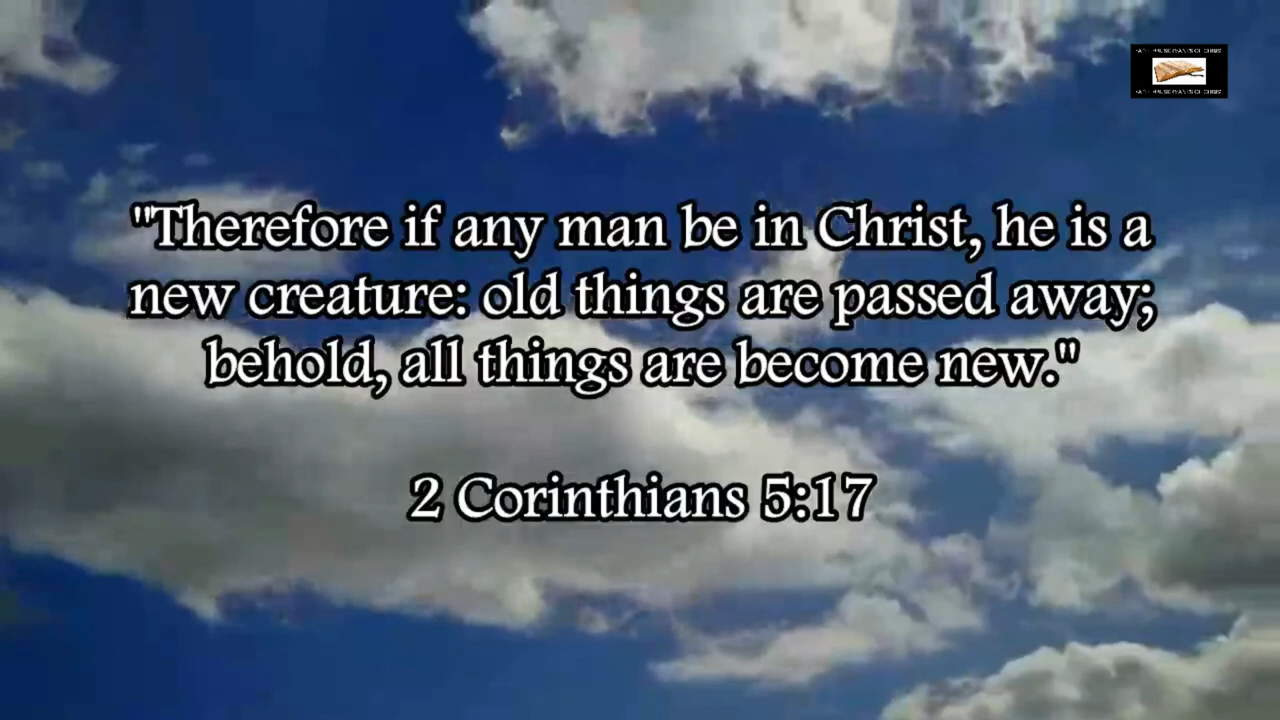 "Therefore if any man be in Christ, he is a
new creature: old things are passed away;
behold, all things are become new."
2 Corinthians 5:17